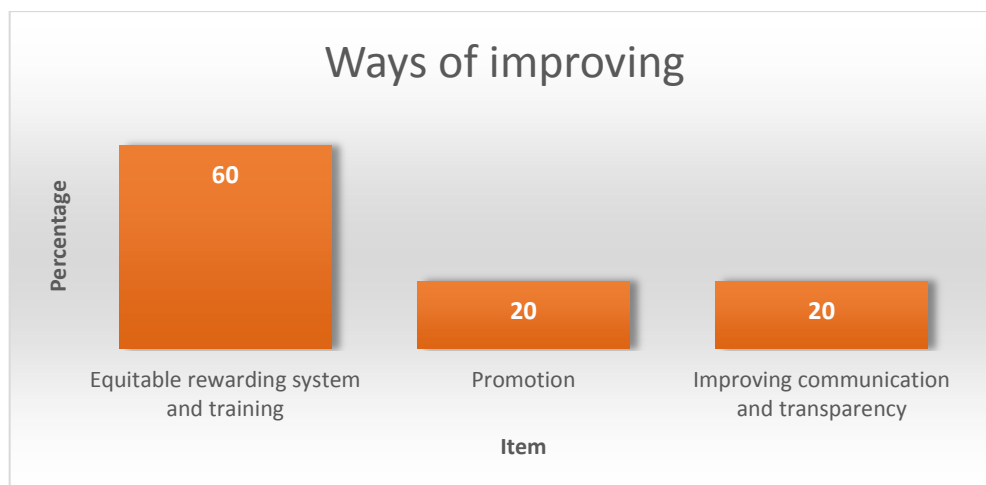 Ways of improving
Percentage
60
20
20
Equitable rewarding system
and training
Promotion
Improving communication
and transparency
Item